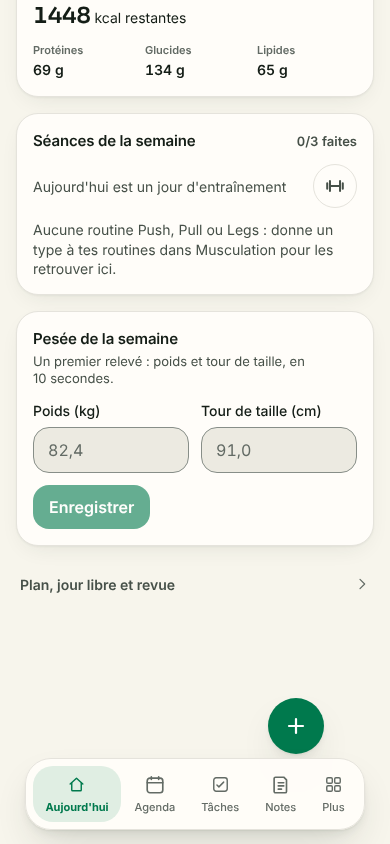 1448 kcal restantes
Protéines Glucides Lipides
69 g 134 g 65 g
Séances de la semaine 0/3 faites
Aujourd'hui est un jour d'entraînement
Aucune routine Push, Pull ou Legs : donne un
type à tes routines dans Musculation pour les
retrouver ici.
Pesée de la semaine
Un premier relevé : poids et tour de taille, en
10 secondes.
Poids (kg) Tour de taille (cm)
82,4 91,0
Enregistrer
Plan, jour libre et revue
Aujourd'hui Agenda Tâches Notes Plus